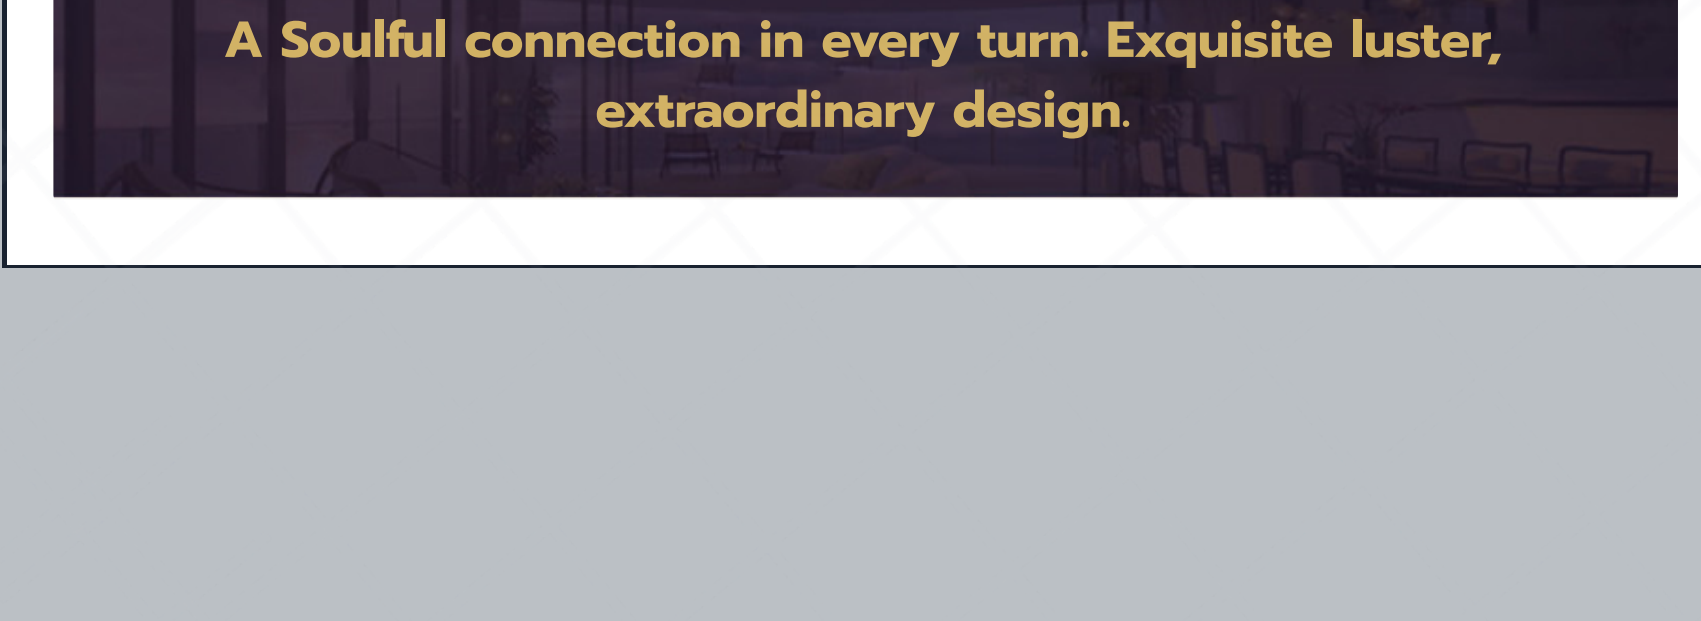 A Soulful connection in every turn. Exquisite luster,
extraordinary design.